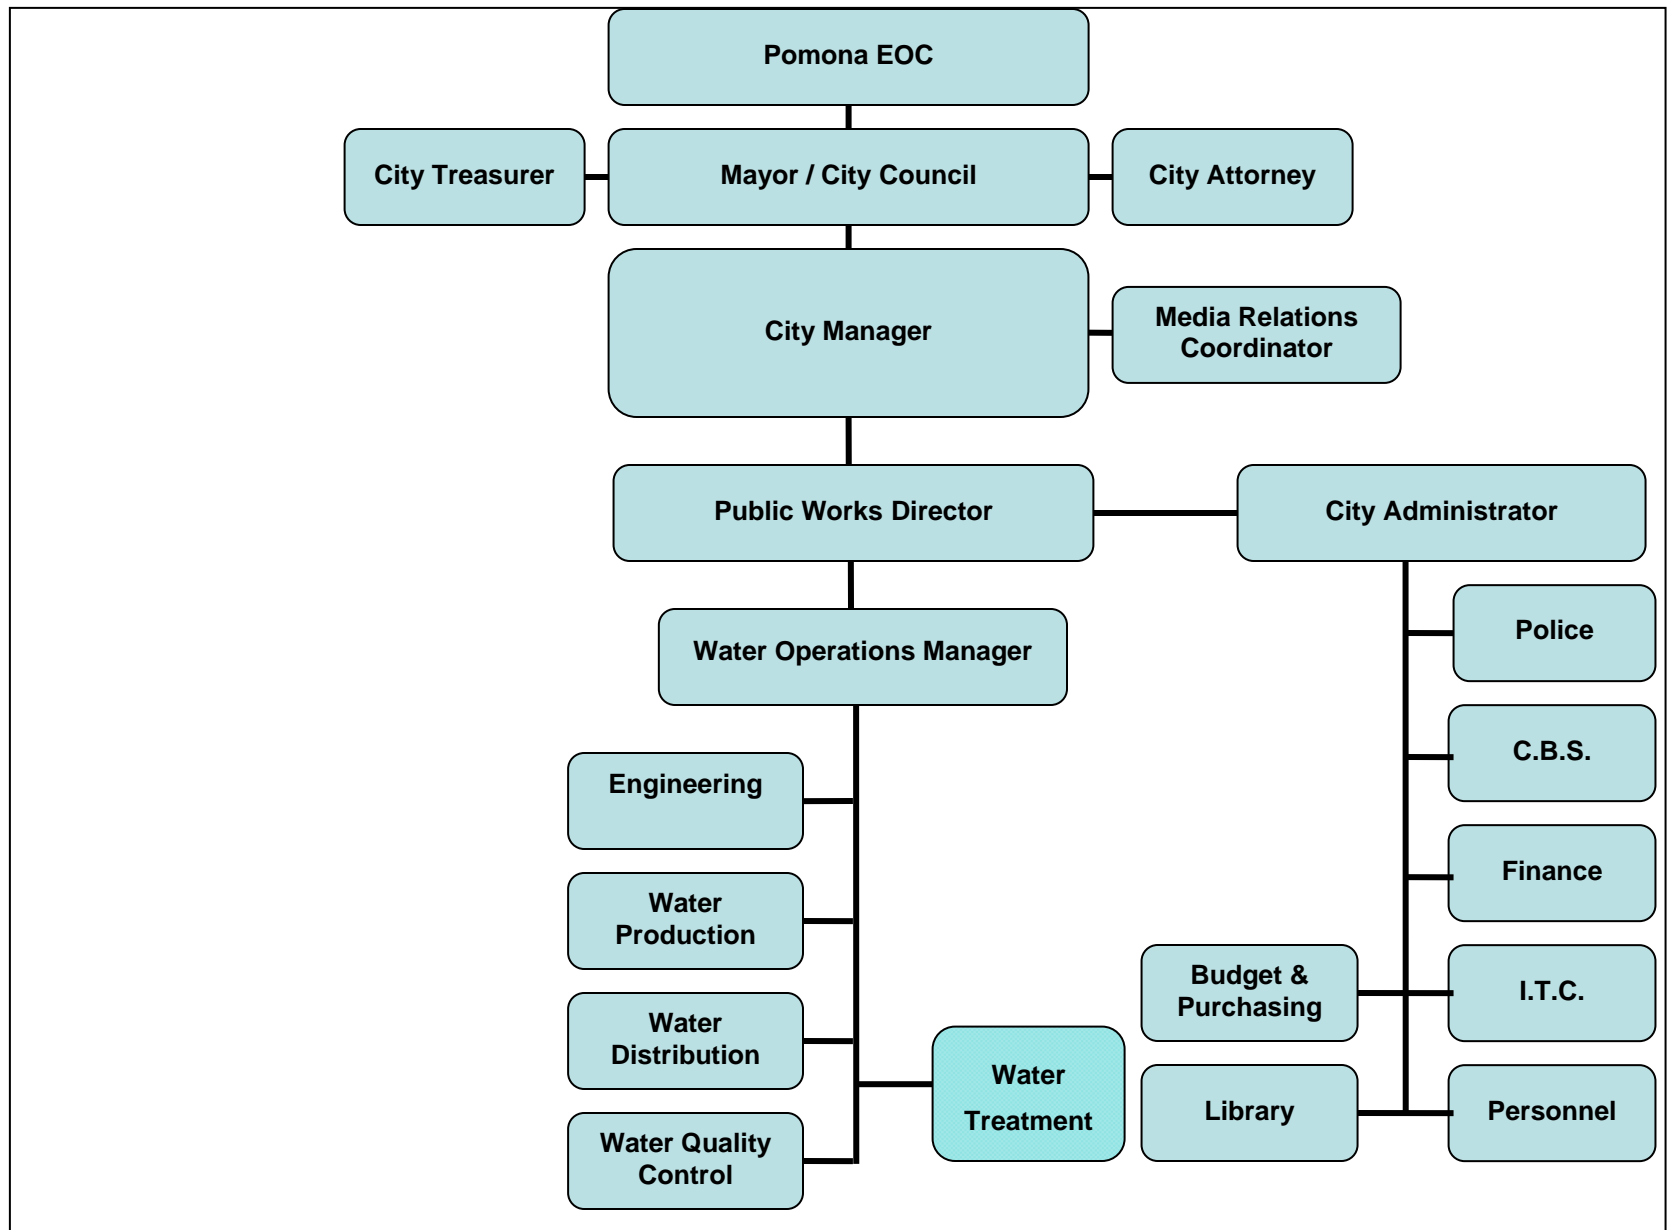 Pomona EOC
City Treasurer
Mayor / City Council
City Attorney
City Manager
Media Relations
Coordinator
Public Works Director
City Administrator
Water Operations Manager
Engineering
Water
Production
Water
Distribution
Water Quality
Control
Water
Treatment
Police
C.B.S.
Finance
Budget &
Purchasing
I.T.C.
Library
Personnel